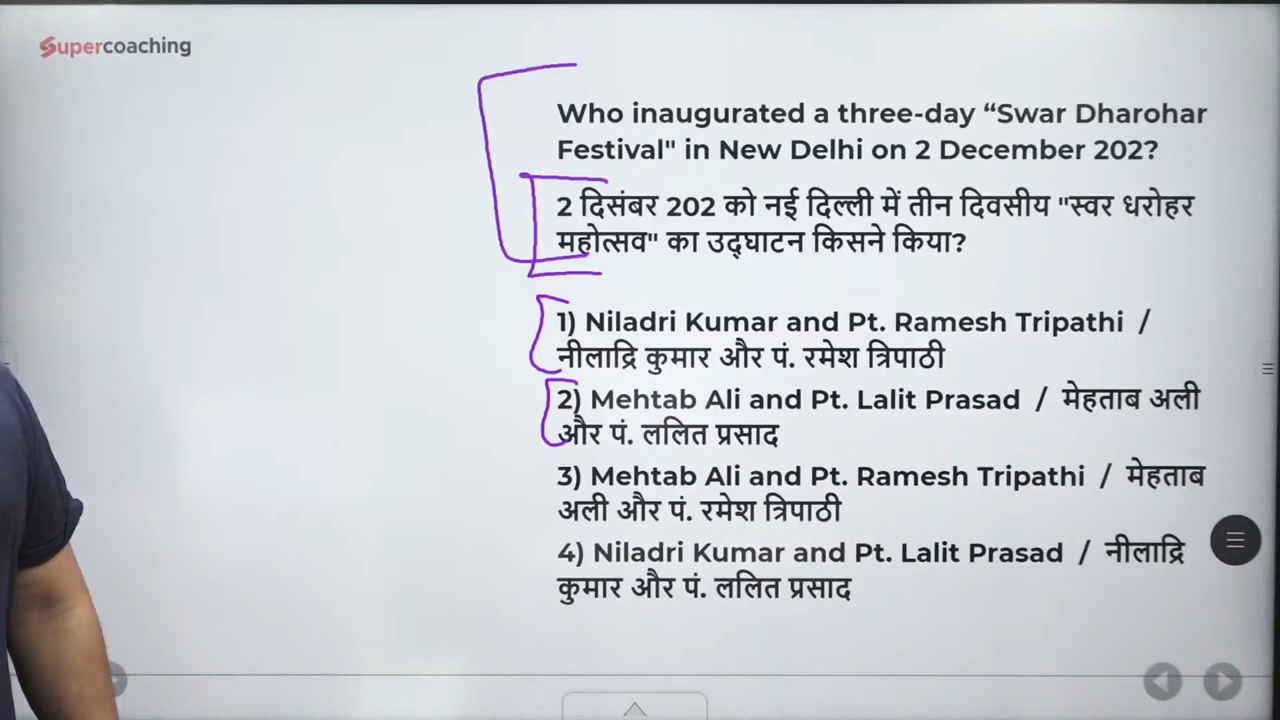 Supercoaching
Who inaugurated a three-day “Swar Dharohar
Festival" in New Delhi on 2 December 202?
2 दिसंबर 202 को नई दिल्ली में तीन दिवसीय "स्वर धरोहर
महोत्सव" का उद्घाटन किसने किया?
1) Niladri Kumar and Pt. Ramesh Tripathi /
नीलाद्रि कुमार और पं. रमेश त्रिपाठी
2) Mehtab Ali and Pt. Lalit Prasad / मेहताब अली
और पं. ललित प्रसाद
3) Mehtab Ali and Pt. Ramesh Tripathi / मेहताब
अली और पं. रमेश त्रिपाठी
4) Niladri Kumar and Pt. Lalit Prasad / नीलाद्रि
कुमार और पं. ललित प्रसाद